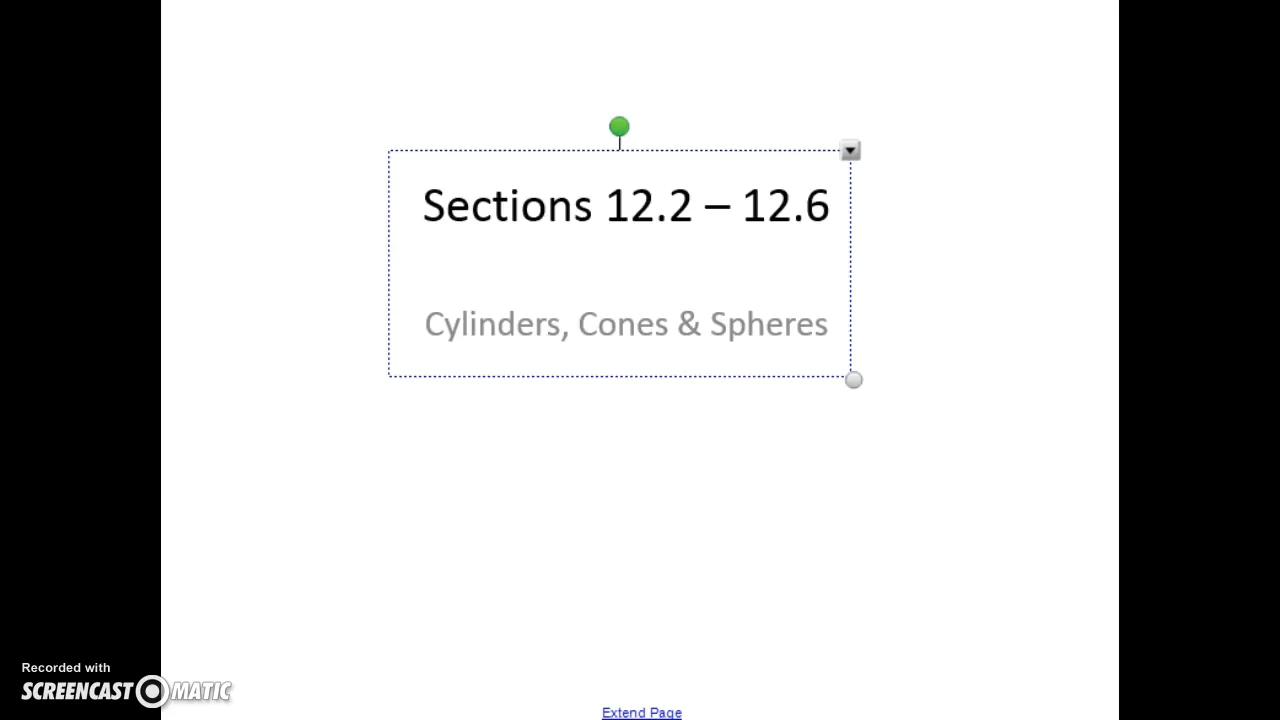 Sections 12.2 – 12.6
Cylinders, Cones & Spheres
Recorded with
SCREENCAST MATIC
Extend Page